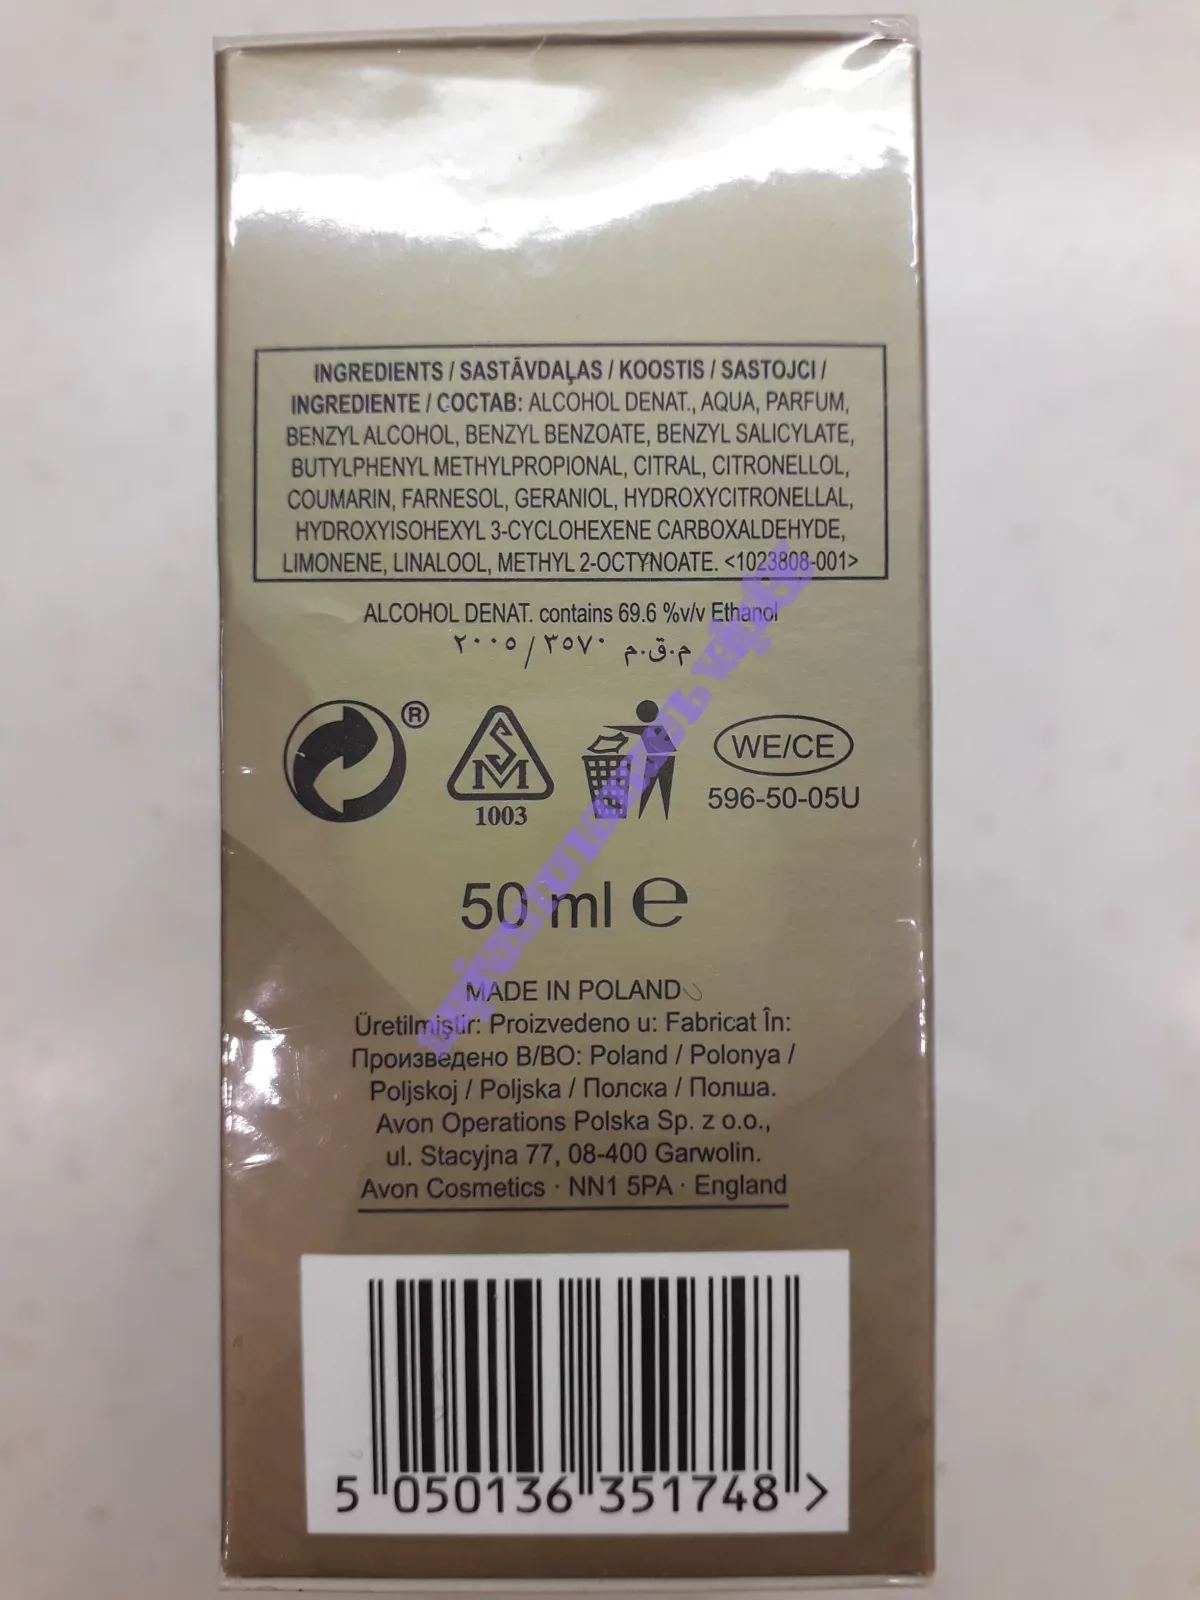 INGREDIENTS / SASTĀVDAĻAS / KOOSTIS / SASTOJCI /
INGREDIENTE / СОСТАВ: ALCOHOL DENAT., AQUA, PARFUM,
BENZYL ALCOHOL, BENZYL BENZOATE, BENZYL SALICYLATE,
BUTYLPHENYL METHYLPROPIONAL, CITRAL, CITRONELLOL,
COUMARIN, FARNESOL, GERANIOL, HYDROXYCITRONELLAL,
HYDROXYISOHEXYL 3-CYCLOHEXENE CARBOXALDEHYDE,
LIMONENE, LINALOOL, METHYL 2-OCTYNOATE. <1023808-001>
ALCOHOL DENAT. contains 69.6 %v/v Ethanol
م.ق.م ٣٥٧٠ / ٢٠٠٥
®
SM
1003
WE/CE
596-50-05U
50 ml ℮
MADE IN POLAND
Üretilmiştir: Proizvedeno u: Fabricat În:
Произведено В/ВО: Poland / Polonya /
Poljskoj / Poljska / Полска / Полша.
Avon Operations Polska Sp. z o.o.,
ul. Stacyjna 77, 08-400 Garwolin.
Avon Cosmetics · NN1 5PA · England
5 050136 351748 >